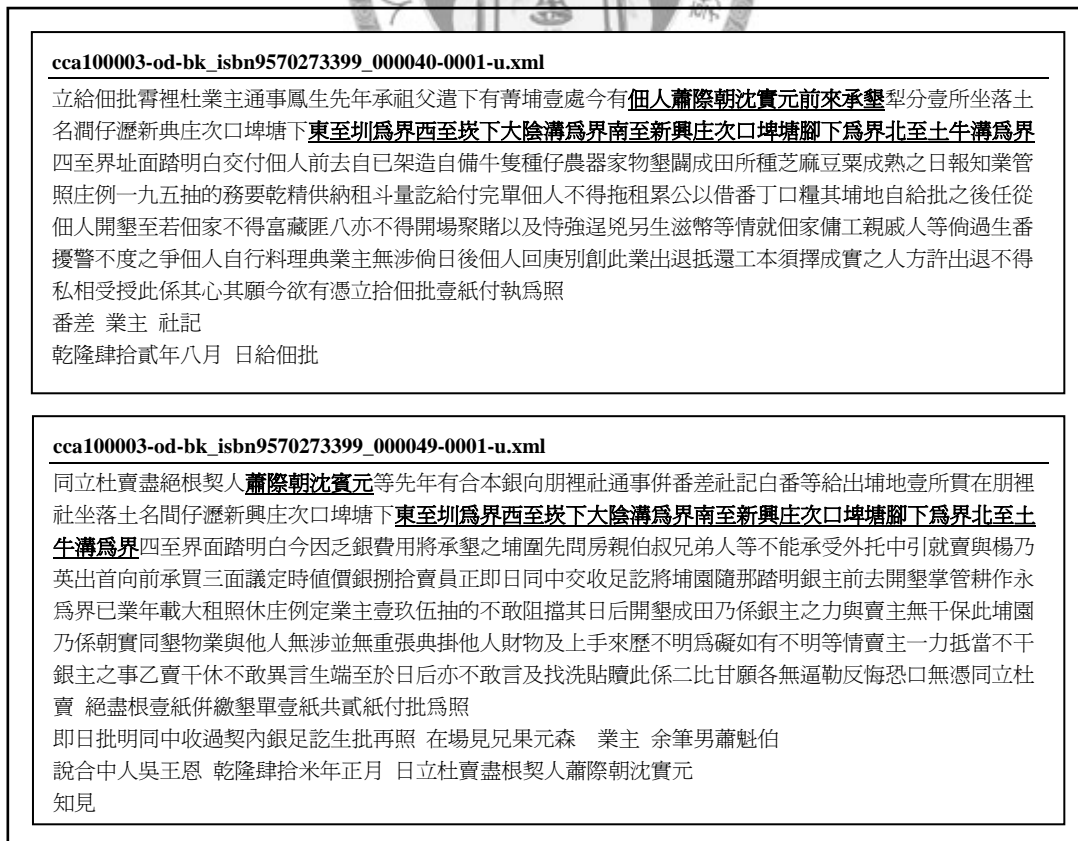 cca100003-od-bk_isbn9570273399_000040-0001-u.xml
立給佃批霄裡杜業主通事鳳生先年承祖父遺下有菁埔壹處今有佃人蕭際朝沈實元前來承墾犁分壹所坐落土
名澗仔瀝新典庄次口埤塘下東至圳爲界西至崁下大陰溝爲界南至新興庄次口埤塘腳下爲界北至土牛溝爲界
四至界址面踏明白交付佃人前去自已架造自備牛隻種仔農器家物墾闢成田所種芝麻豆粟成熟之日報知業管
照庄例一九五抽的務要乾精供納租斗量訖給付完單佃人不得拖租累公以借番丁口糧其埔地自給批之後任從
佃人開墾至若佃家不得富藏匪八亦不得開場聚賭以及恃強逞兇另生滋幣等情就佃家傭工親戚人等倘過生番
擾警不度之爭佃人自行料理典業主無涉倘日後佃人回庚別創此業出退抵還工本須擇成實之人方許出退不得
私相受授此係其心其願今欲有憑立拾佃批壹紙付執爲照
番差 業主 社記
乾隆肆拾貳年八月 日給佃批
cca100003-od-bk_isbn9570273399_000049-0001-u.xml
同立杜賣盡絕根契人蕭際朝沈賓元等先年有合本銀向朋裡社通事併番差社記白番等給出埔地壹所貫在朋裡
社坐落土名間仔瀝新興庄次口埤塘下東至圳爲界西至崁下大陰溝爲界南至新興庄次口埤塘腳下爲界北至土
牛溝爲界四至界面踏明白今因乏銀費用將承墾之埔圍先問房親伯叔兄弟人等不能承受外托中引就賣與楊乃
英出首向前承買三面議定時値價銀捌拾賣員正即日同中交收足訖將埔園隨那踏明銀主前去開墾掌管耕作永
爲界已業年載大租照休庄例定業主壹玖伍抽的不敢阻擋其日后開墾成田乃係銀主之力與賣主無干保此埔園
乃係朝實同墾物業與他人無涉並無重張典掛他人財物及上手來歷不明爲礙如有不明等情賣主一力抵當不干
銀主之事乙賣千休不敢異言生端至於日后亦不敢言及找洗貼贖此係二比甘願各無逼勒反悔恐口無憑同立杜
賣 絕盡根壹紙併繳墾單壹紙共貳紙付批爲照
即日批明同中收過契內銀足訖生批再照 在場見兄果元森 業主 余筆男蕭魁伯
說合中人吳王恩 乾隆肆拾米年正月 日立杜賣盡根契人蕭際朝沈實元
知見